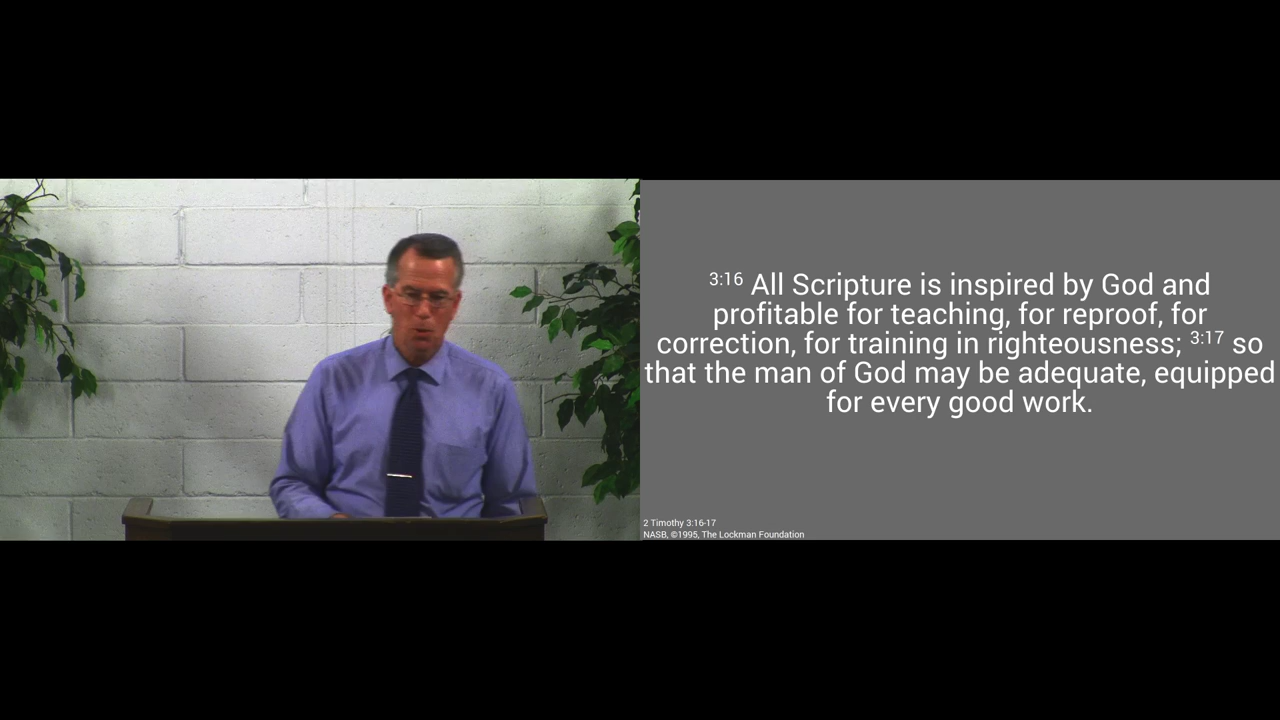 3:16 All Scripture is inspired by God and
profitable for teaching, for reproof, for
correction, for training in righteousness; 3:17 so
that the man of God may be adequate, equipped
for every good work.
2 Timothy 3:16-17
NASB, ©1995, The Lockman Foundation